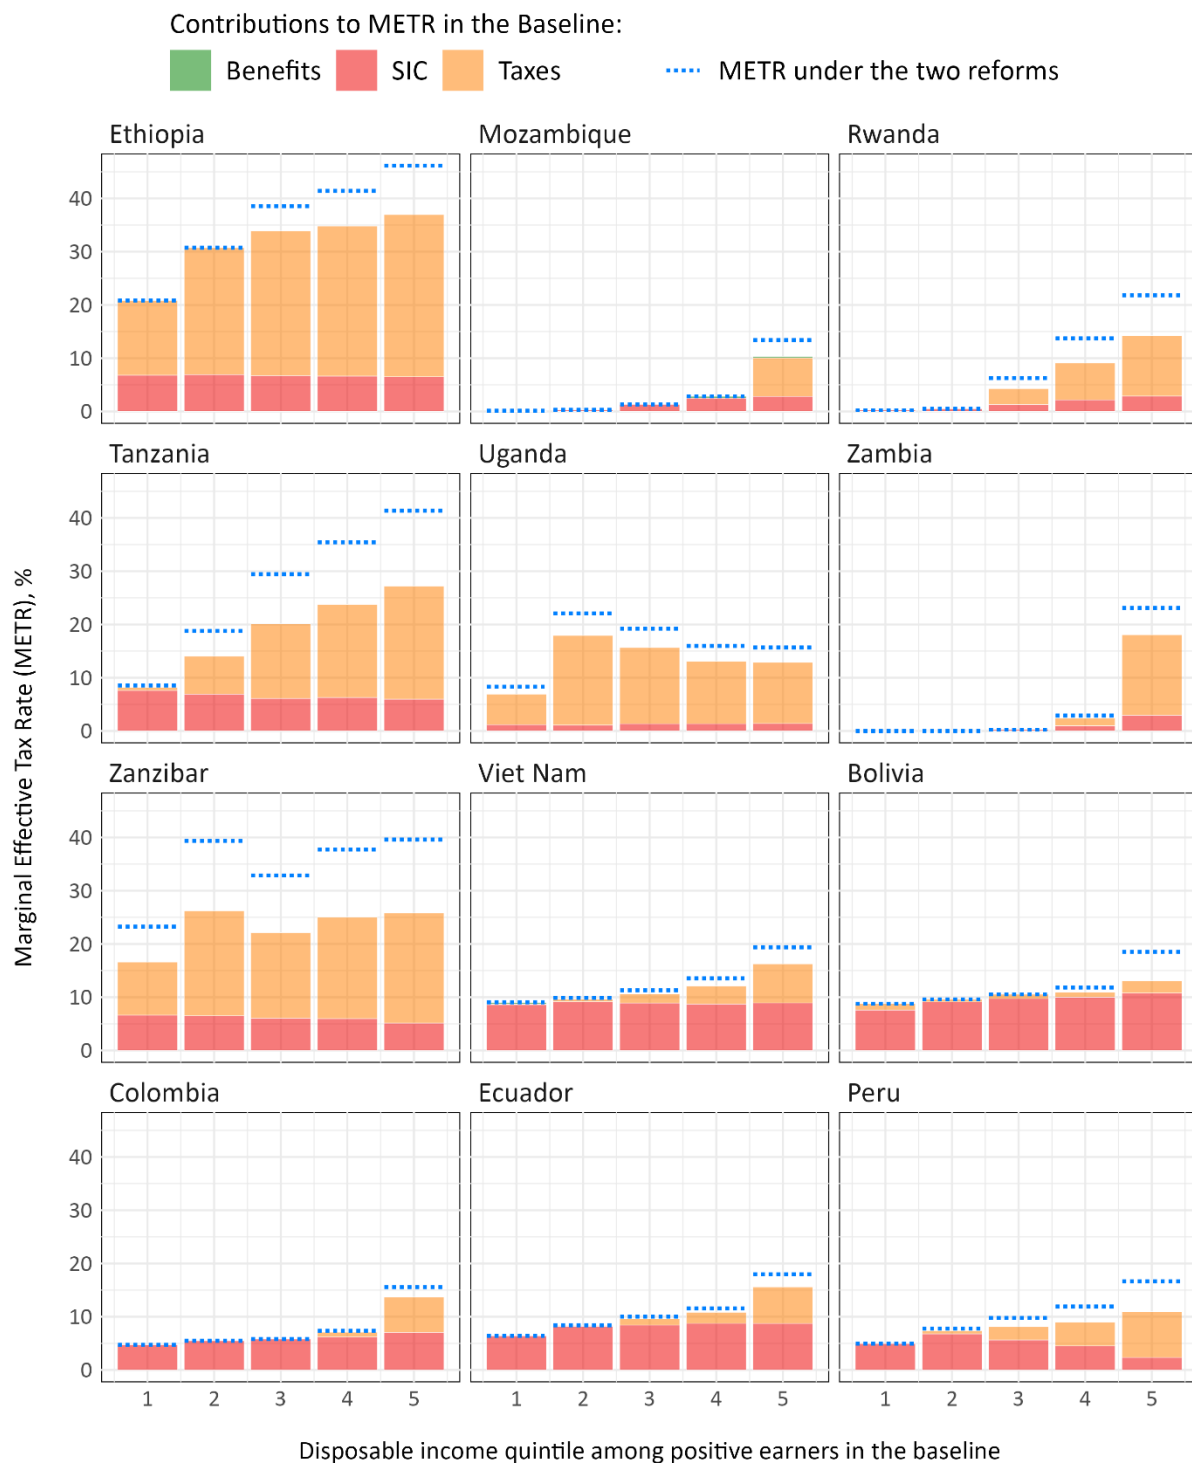 Contributions to METR in the Baseline:
Benefits SIC Taxes METR under the two reforms
Ethiopia Mozambique Rwanda
40
30
20
10
0
Tanzania Uganda Zambia
40
30
20
10
0
Zanzibar Viet Nam Bolivia
40
30
20
10
0
Colombia Ecuador Peru
40
30
20
10
0
1 2 3 4 5 1 2 3 4 5 1 2 3 4 5
Marginal Effective Tax Rate (METR), %
Disposable income quintile among positive earners in the baseline